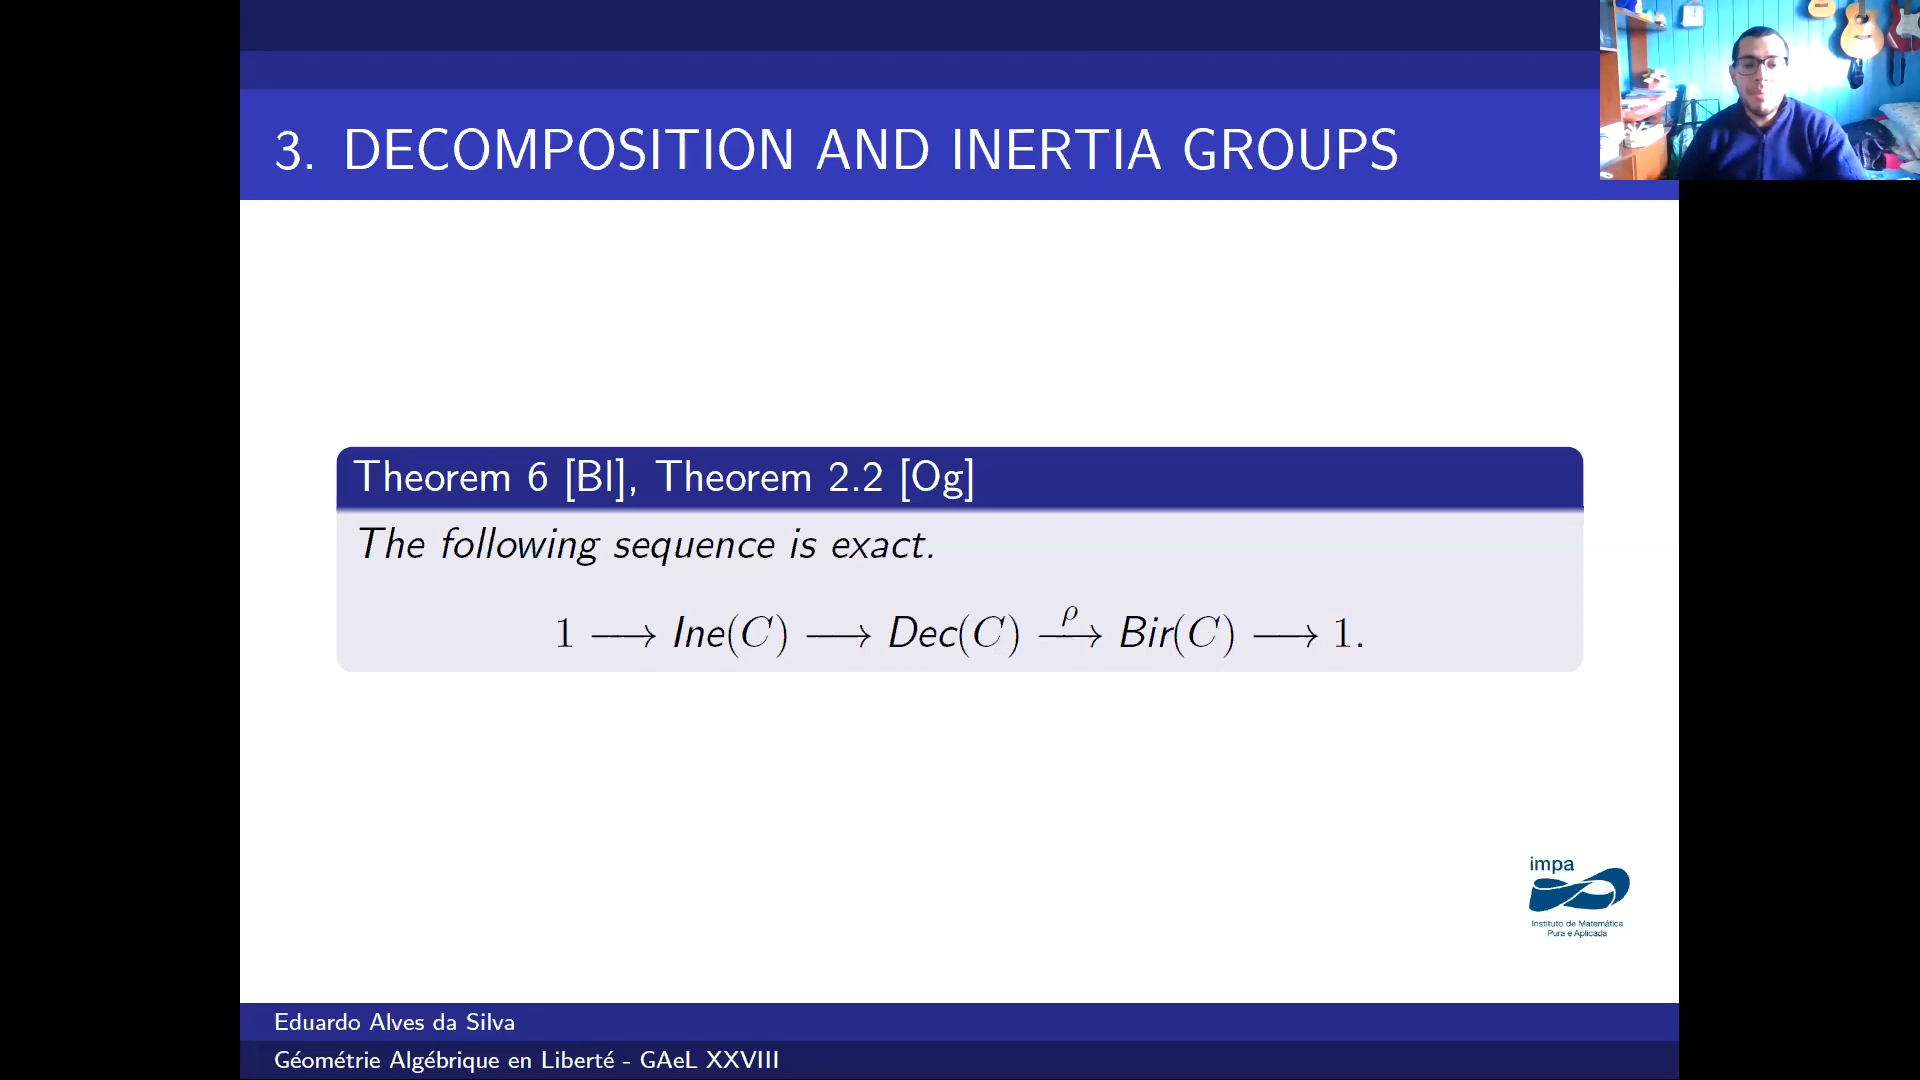 3. DECOMPOSITION AND INERTIA GROUPS
Theorem 6 [Bl], Theorem 2.2 [Og]
The following sequence is exact.
1 ⟶ Ine(C) ⟶ Dec(C) ⟶^ρ Bir(C) ⟶ 1.
impa
Instituto de Matemática
Pura e Aplicada
Eduardo Alves da Silva
Géométrie Algébrique en Liberté - GAeL XXVIII